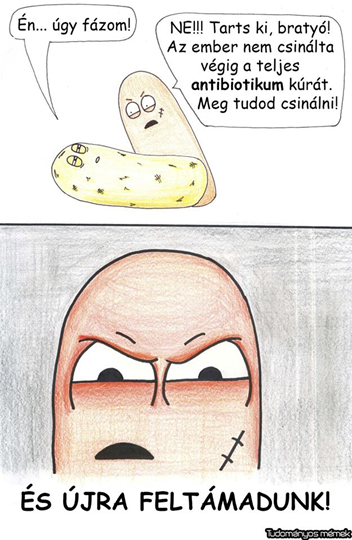 Én... úgy fázom!
NE!!! Tarts ki, bratyó!
Az ember nem csinálta
végig a teljes
antibiotikum kúrát.
Meg tudod csinálni!
ÉS ÚJRA FELTÁMADUNK!
Tudományos mémek